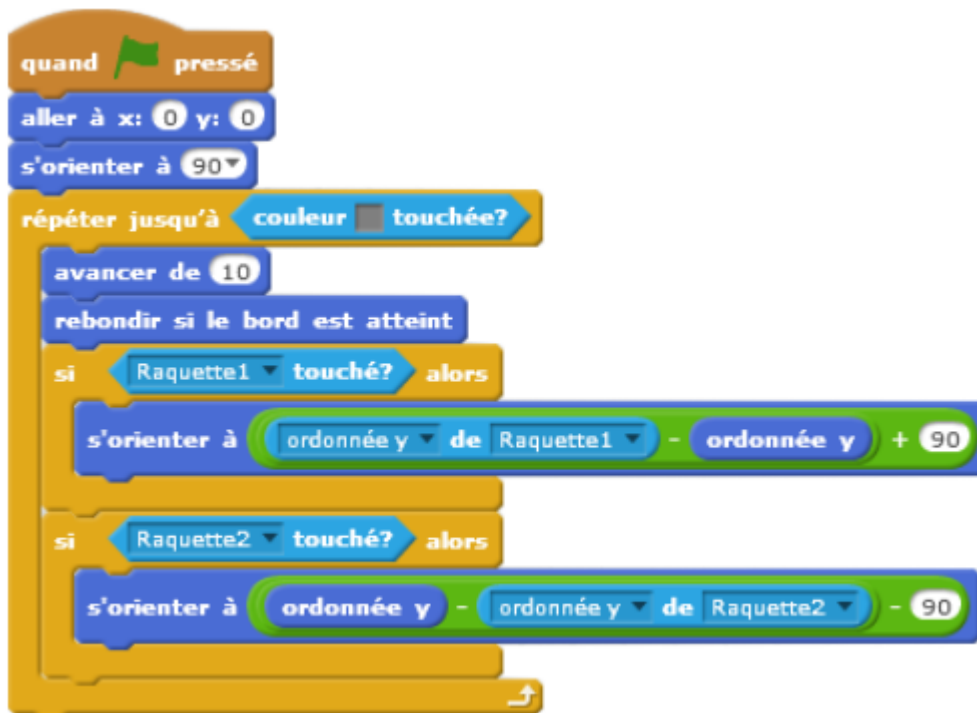 quand pressé
aller à x: 0 y: 0
s'orienter à 90
répéter jusqu'à couleur touchée?
avancer de 10
rebondir si le bord est atteint
si Raquette1 touché? alors
s'orienter à ordonnée y de Raquette1 - ordonnée y + 90
si Raquette2 touché? alors
s'orienter à ordonnée y - ordonnée y de Raquette2 - 90